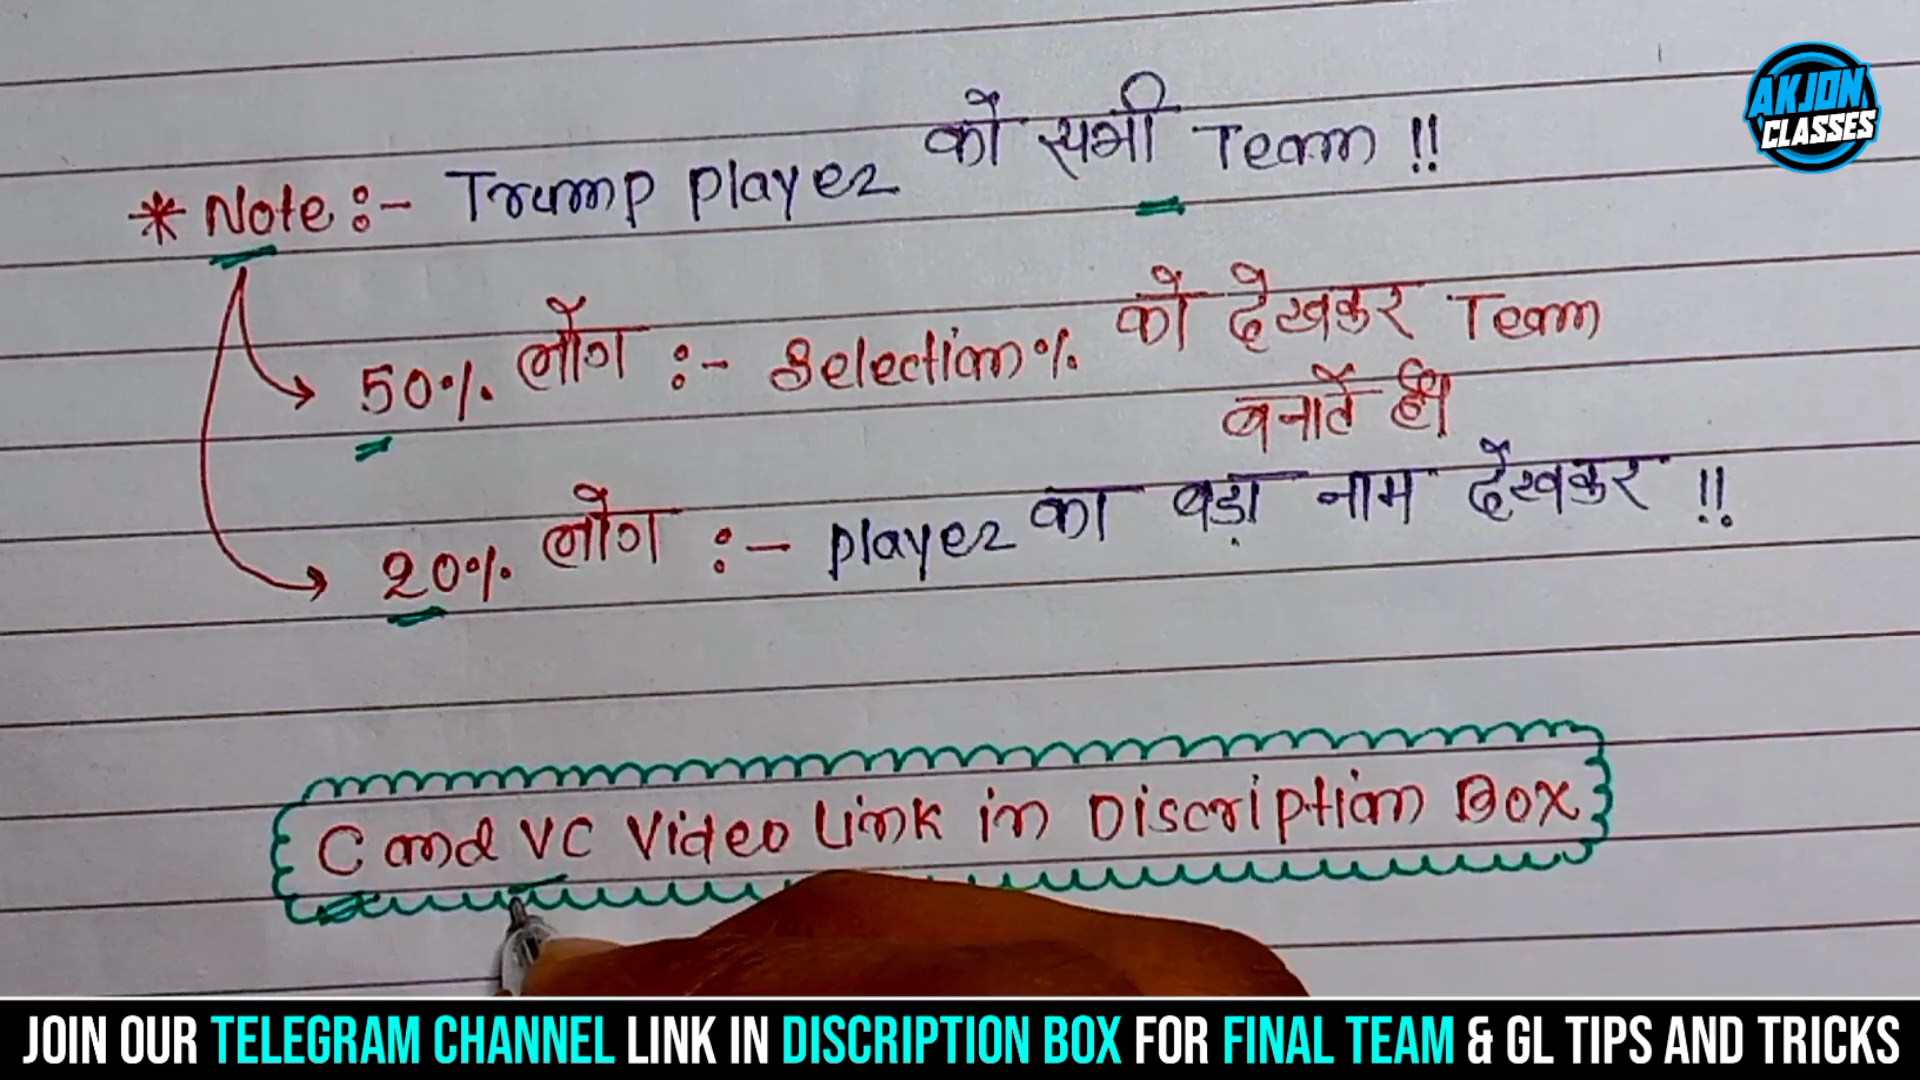 AKJON
CLASSES
* Note :- Trump Player को सभी Team !!
50% लोग :- Selection% को देखकर Team
बनाते है।
20% लोग :- Player का बड़ा नाम देखकर !!
C and VC Video Link in Discription Box
JOIN OUR TELEGRAM CHANNEL LINK IN DISCRIPTION BOX FOR FINAL TEAM & GL TIPS AND TRICKS